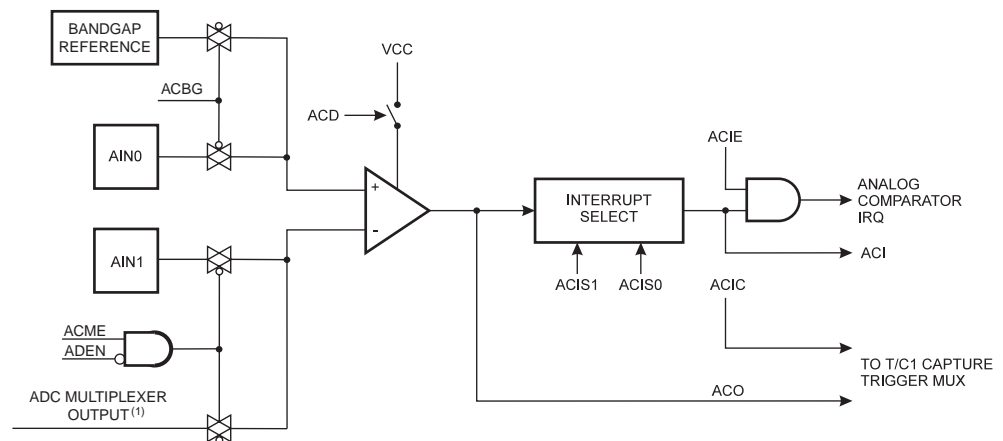 BANDGAP
REFERENCE
VCC
ACBG
ACD
AIN0
ACIE
+
INTERRUPT
SELECT
ANALOG
COMPARATOR
IRQ
-
AIN1
ACI
ACIS1 ACIS0 ACIC
ACME
ADEN
TO T/C1 CAPTURE
TRIGGER MUX
ADC MULTIPLEXER
OUTPUT (1)
ACO